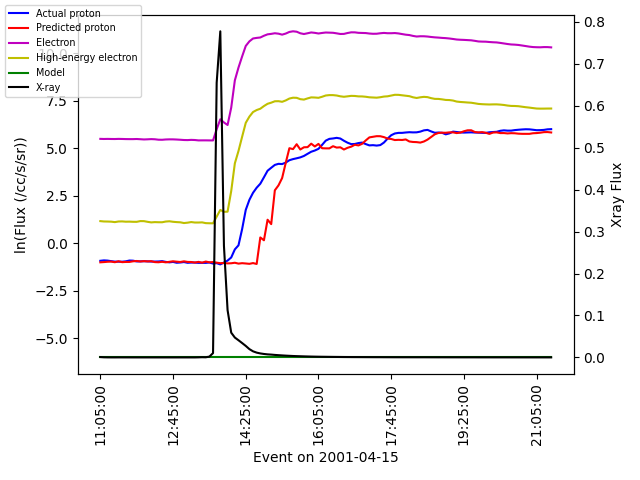 Actual proton
Predicted proton
Electron
High-energy electron
Model
X-ray
7.5
5.0
2.5
0.0
−2.5
−5.0
ln(Flux (/cc/s/sr))
0.8
0.7
0.6
0.5
0.4
0.3
0.2
0.1
0.0
Xray Flux
11:05:00
12:45:00
14:25:00
16:05:00
17:45:00
19:25:00
21:05:00
Event on 2001-04-15